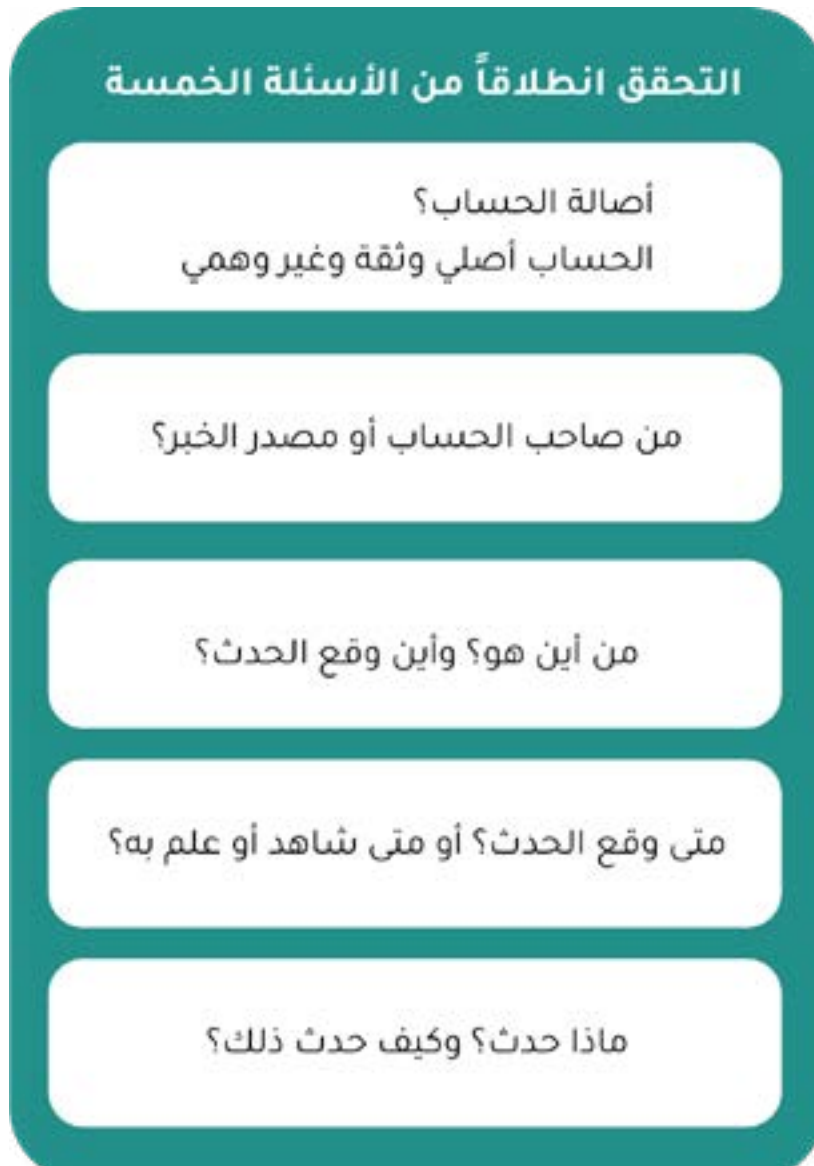 التحقق انطلاقاً من الأسئلة الخمسة
أصالة الحساب؟
الحساب أصلي وثقة وغير وهمي
من صاحب الحساب أو مصدر الخبر؟
من أين هو؟ وأين وقع الحدث؟
متى وقع الحدث؟ أو متى شاهد أو علم به؟
ماذا حدث؟ وكيف حدث ذلك؟